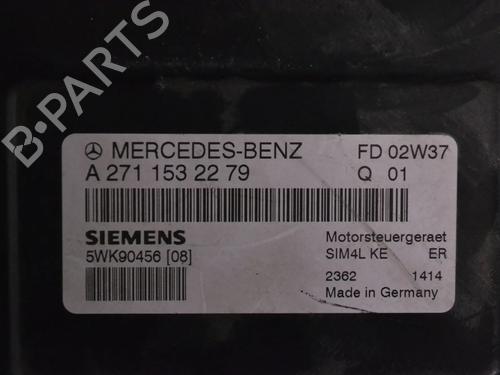 MERCEDES-BENZ FD 02W37
A 271 153 22 79 Q 01
SIEMENS Motorsteuergeraet
5WK90456 [08] SIM4L KE ER
2362 1414
Made in Germany
B-PARTS